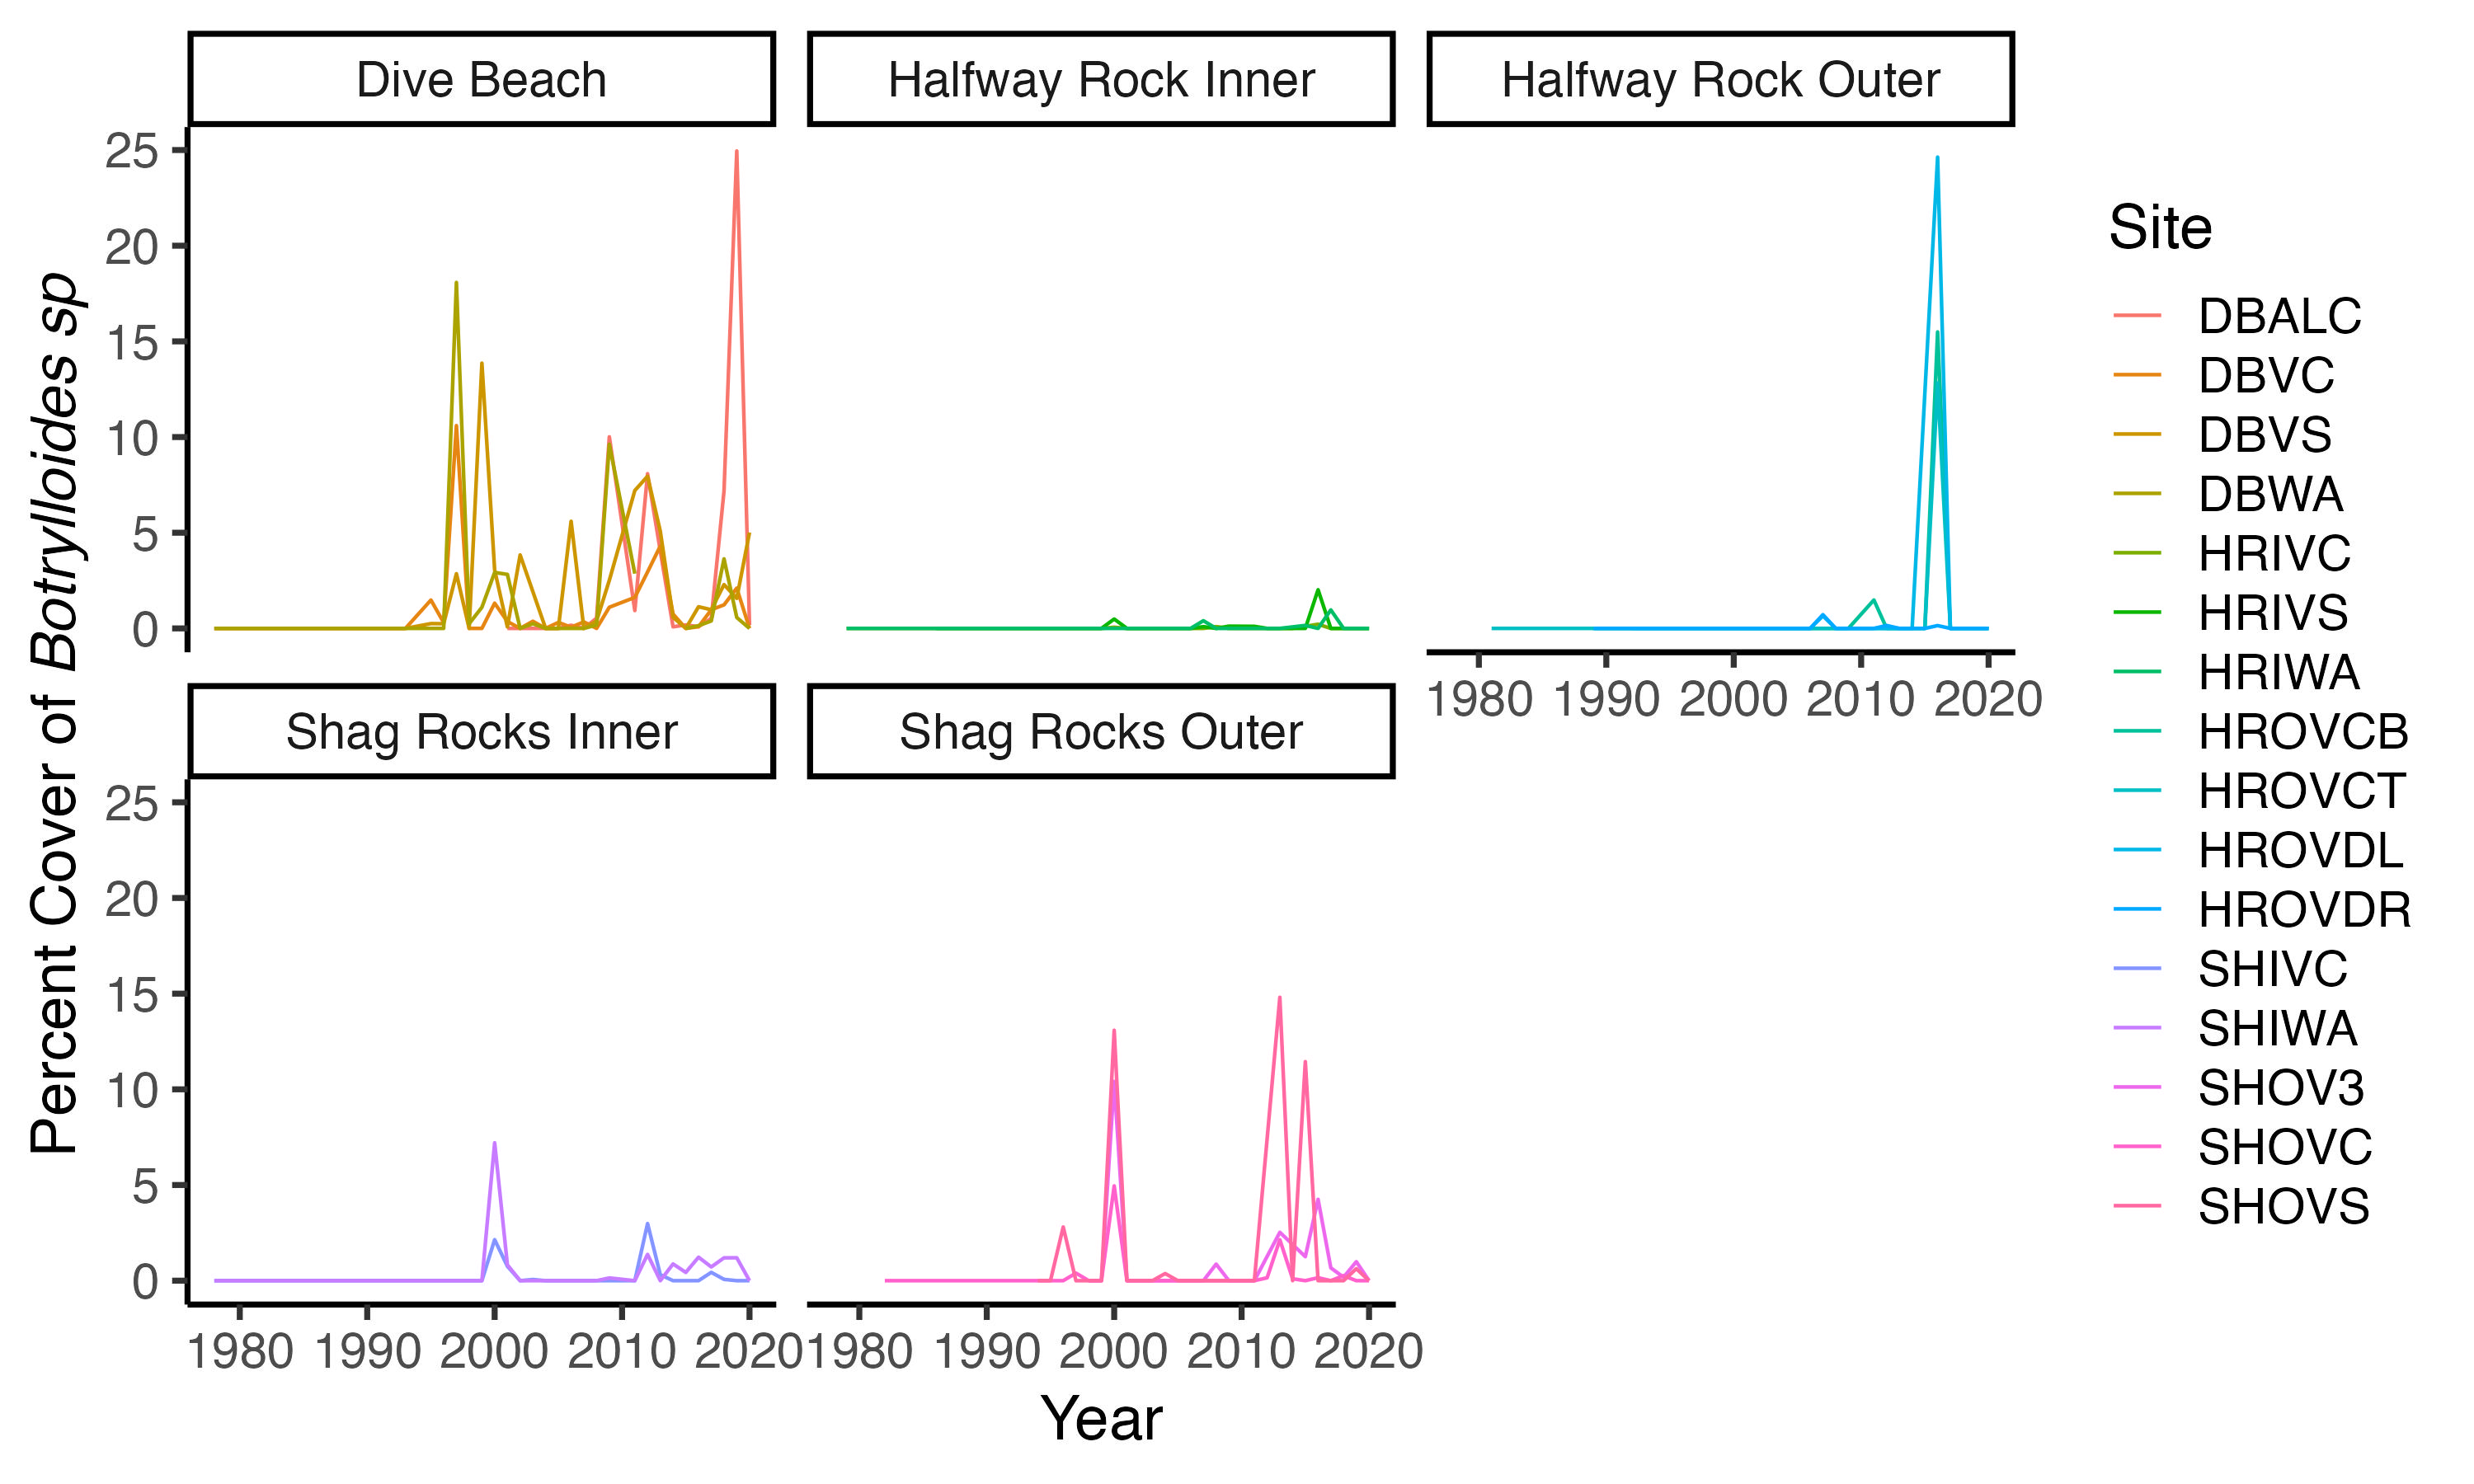 Dive Beach
Halfway Rock Inner
Halfway Rock Outer
25
20
15
10
5
0
1980 1990 2000 2010 2020
Shag Rocks Inner
Shag Rocks Outer
25
20
15
10
5
0
1980 1990 2000 2010 2020
1980 1990 2000 2010 2020
Year
Percent Cover of Botrylloides sp
Site
DBALC
DBVC
DBVS
DBWA
HRIVC
HRIVS
HRIWA
HROVCB
HROVCT
HROVDL
HROVDR
SHIVC
SHIWA
SHOV3
SHOVC
SHOVS